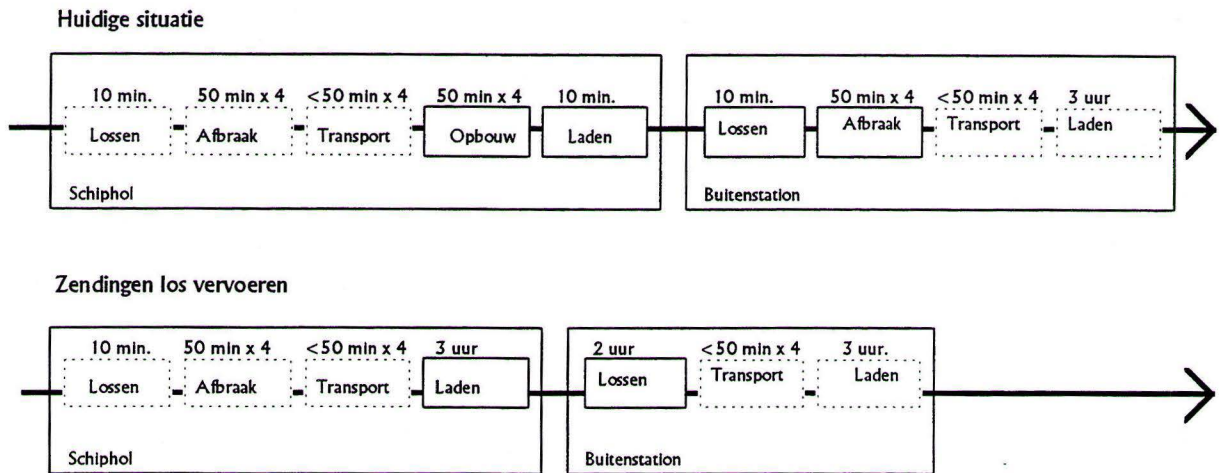 Huidige situatie
10 min. 50 min x 4 <50 min x 4 50 min x 4 10 min. 10 min. 50 min x 4 <50 min x 4 3 uur
Lossen Afbraak Transport Opbouw Laden Lossen Afbraak Transport Laden
Schiphol Buitenstation
Zendingen los vervoeren
10 min. 50 min x 4 <50 min x 4 3 uur 2 uur <50 min x 4 3 uur.
Lossen Afbraak Transport Laden Lossen Transport Laden
Schiphol Buitenstation